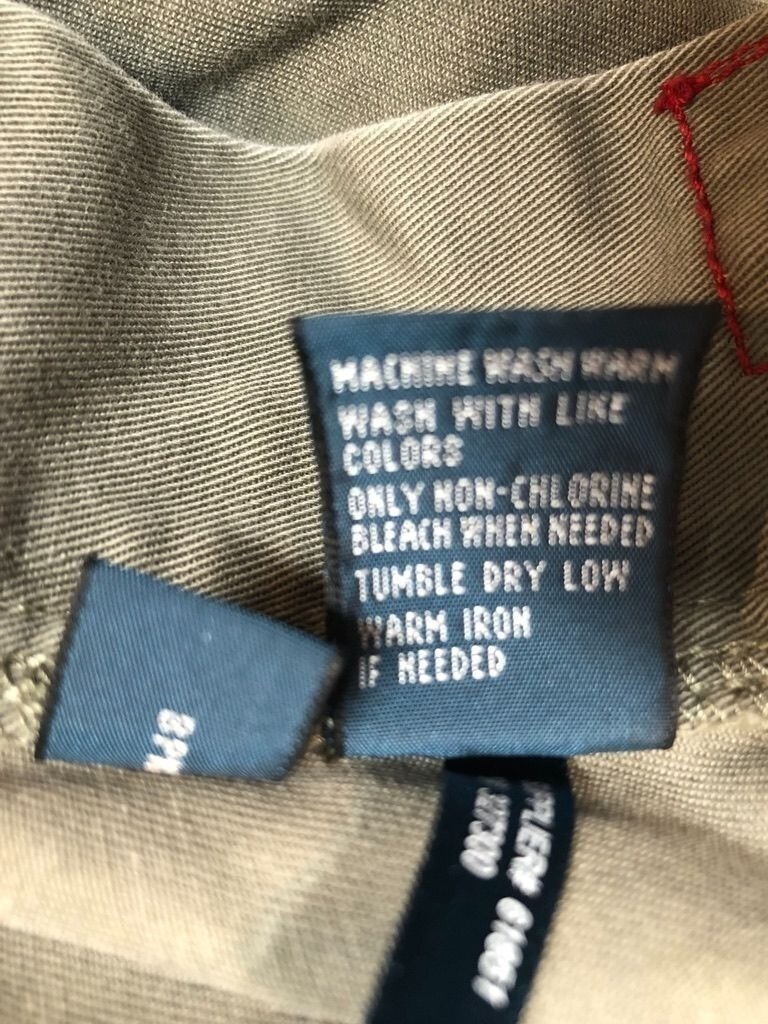 MACHINE WASH WARM
WASH WITH LIKE
COLORS
ONLY NON-CHLORINE
BLEACH WHEN NEEDED
TUMBLE DRY LOW
WARM IRON
IF NEEDED